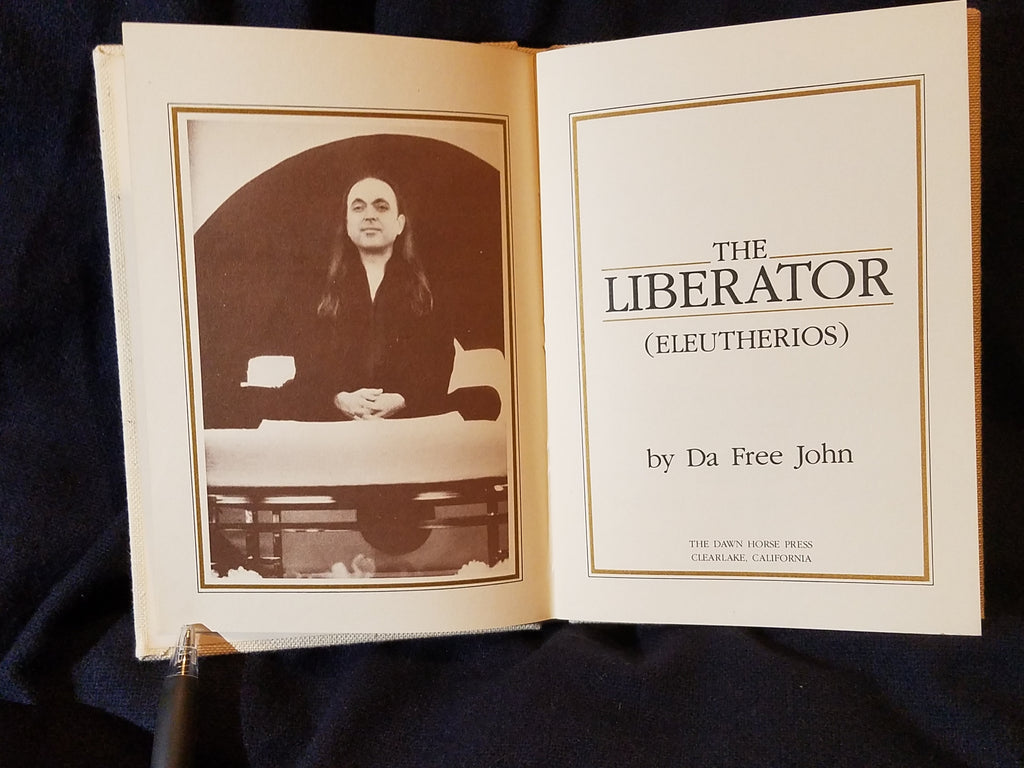 THE
LIBERATOR
(ELEUTHERIOS)
by Da Free John
THE DAWN HORSE PRESS
CLEARLAKE, CALIFORNIA